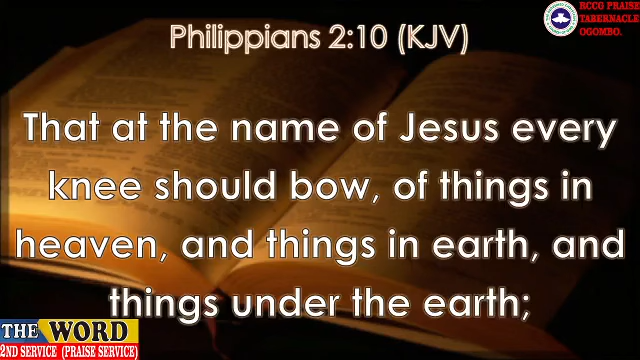 Philippians 2:10 (KJV)
RCCG PRAISE
TABERNACLE
OGOMBO.
That at the name of Jesus every
knee should bow, of things in
heaven, and things in earth, and
things under the earth;
THE WORD
2ND SERVICE (PRAISE SERVICE)